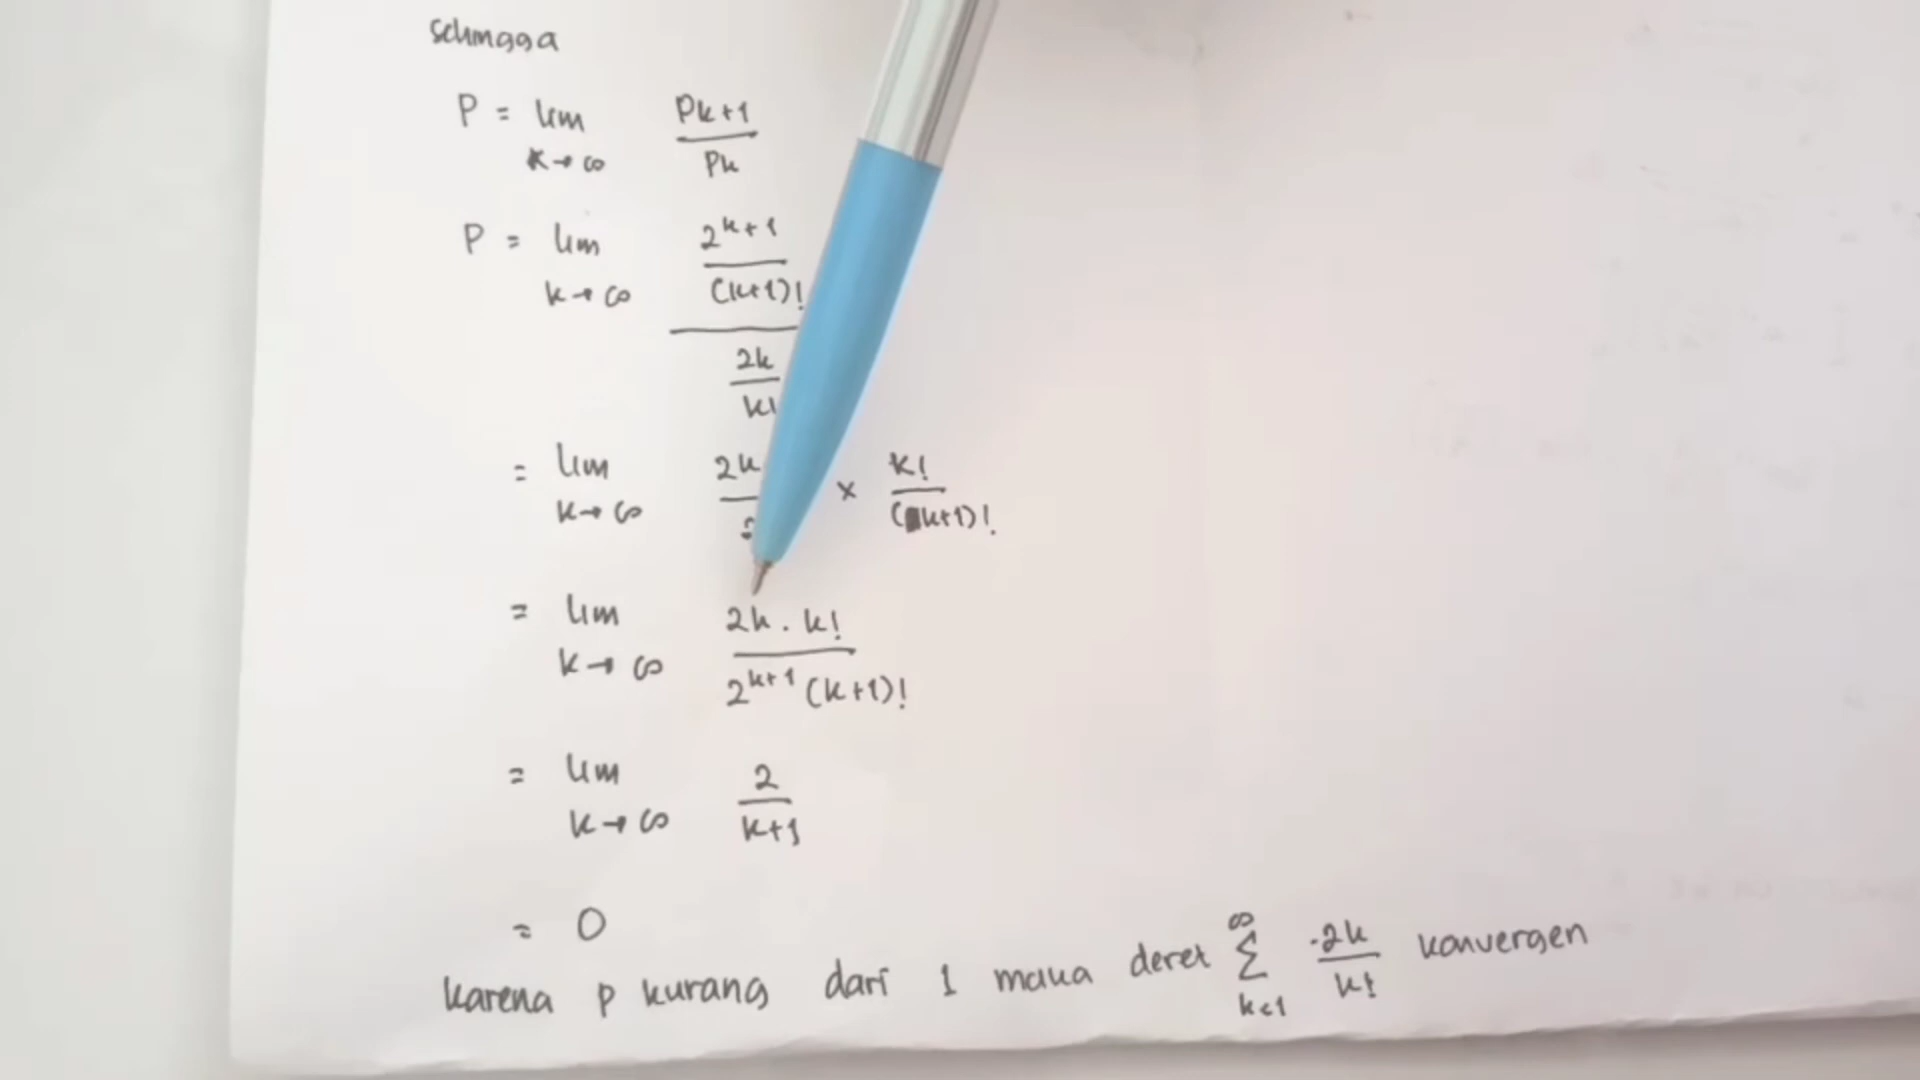 Sehingga
P = lim k→∞ Pk+1 / Pk
P = lim k→∞ 2^k+1 / (k+1)! / 2k / k!
= lim k→∞ 2k × k! / (k+1)!
= lim k→∞ 2k . k! / 2^k+1 (k+1)!
= lim k→∞ 2 / k+1
= 0
karena p kurang dari 1 maka deret ∞ Σ k=1 -2k / k! konvergen